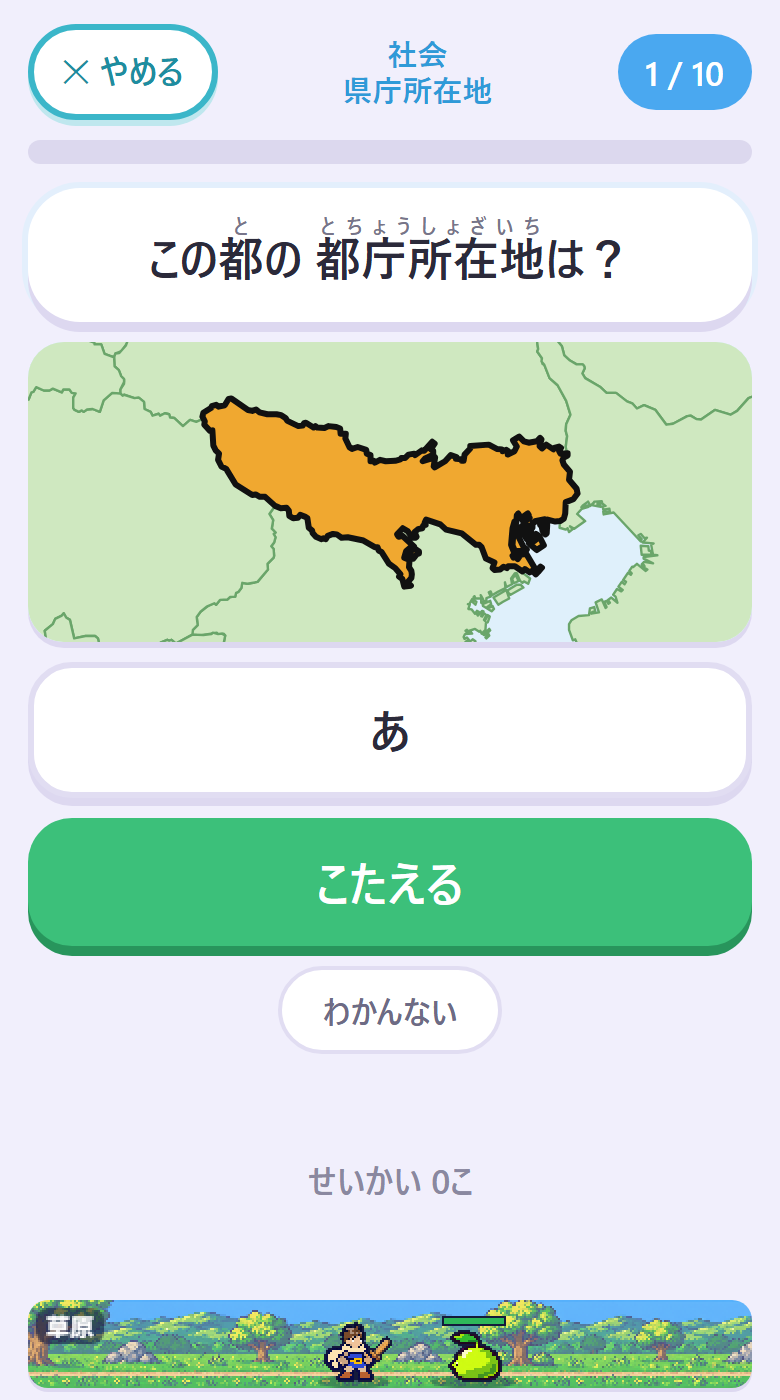 × やめる
社会
県庁所在地
1 / 10
と とちょうしょざいち
この都の 都庁所在地は？
あ
こたえる
わかんない
せいかい 0こ
草原